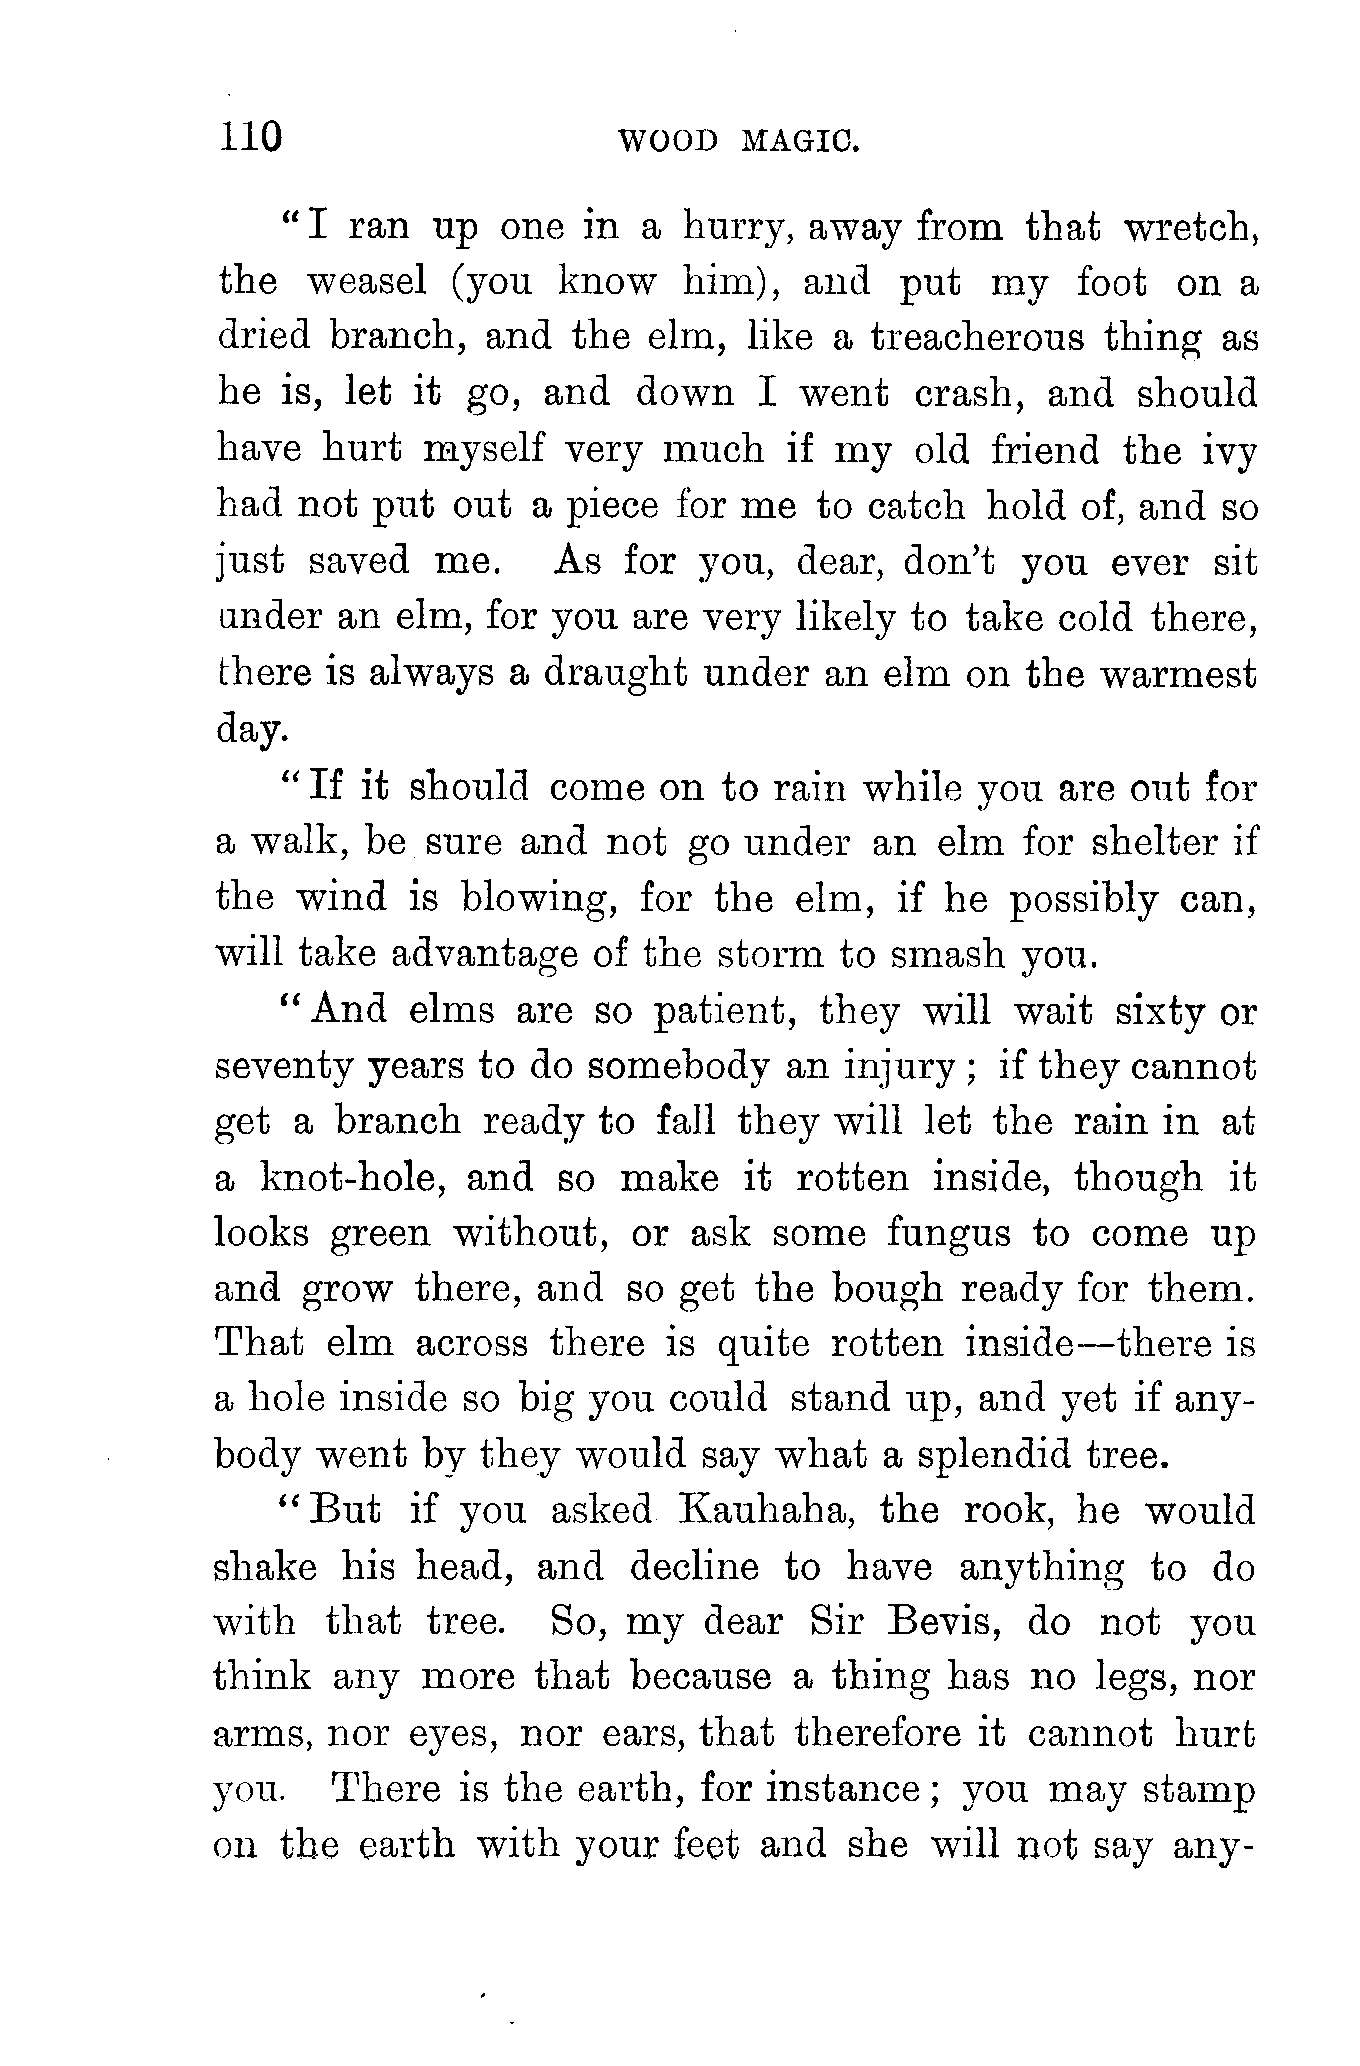 110 WOOD MAGIC.
“I ran up one in a hurry, away from that wretch,
the weasel (you know him), and put my foot on a
dried branch, and the elm, like a treacherous thing as
he is, let it go, and down I went crash, and should
have hurt myself very much if my old friend the ivy
had not put out a piece for me to catch hold of, and so
just saved me. As for you, dear, don't you ever sit
under an elm, for you are very likely to take cold there,
there is always a draught under an elm on the warmest
day.
“If it should come on to rain while you are out for
a walk, be sure and not go under an elm for shelter if
the wind is blowing, for the elm, if he possibly can,
will take advantage of the storm to smash you.
“And elms are so patient, they will wait sixty or
seventy years to do somebody an injury; if they cannot
get a branch ready to fall they will let the rain in at
a knot-hole, and so make it rotten inside, though it
looks green without, or ask some fungus to come up
and grow there, and so get the bough ready for them.
That elm across there is quite rotten inside—there is
a hole inside so big you could stand up, and yet if any-
body went by they would say what a splendid tree.
“But if you asked Kauhaha, the rook, he would
shake his head, and decline to have anything to do
with that tree. So, my dear Sir Bevis, do not you
think any more that because a thing has no legs, nor
arms, nor eyes, nor ears, that therefore it cannot hurt
you. There is the earth, for instance; you may stamp
on the earth with your feet and she will not say any-